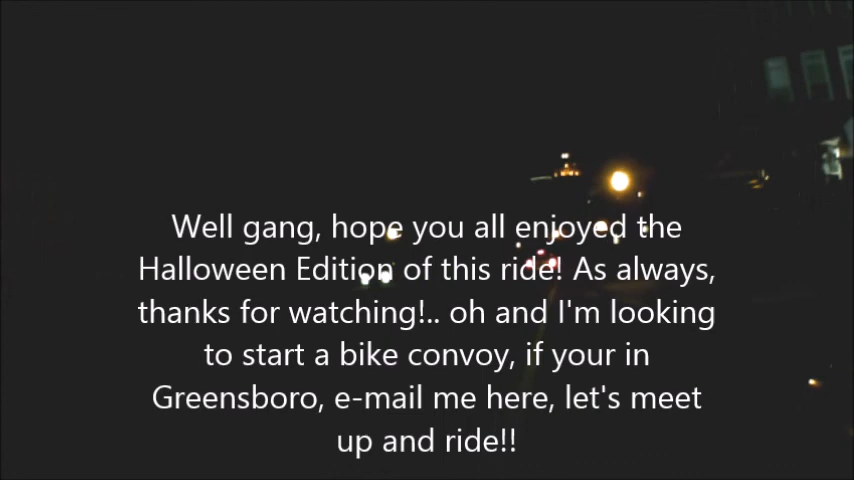 Well gang, hope you all enjoyed the
Halloween Edition of this ride! As always,
thanks for watching!.. oh and I'm looking
to start a bike convoy, if your in
Greensboro, e-mail me here, let's meet
up and ride!!